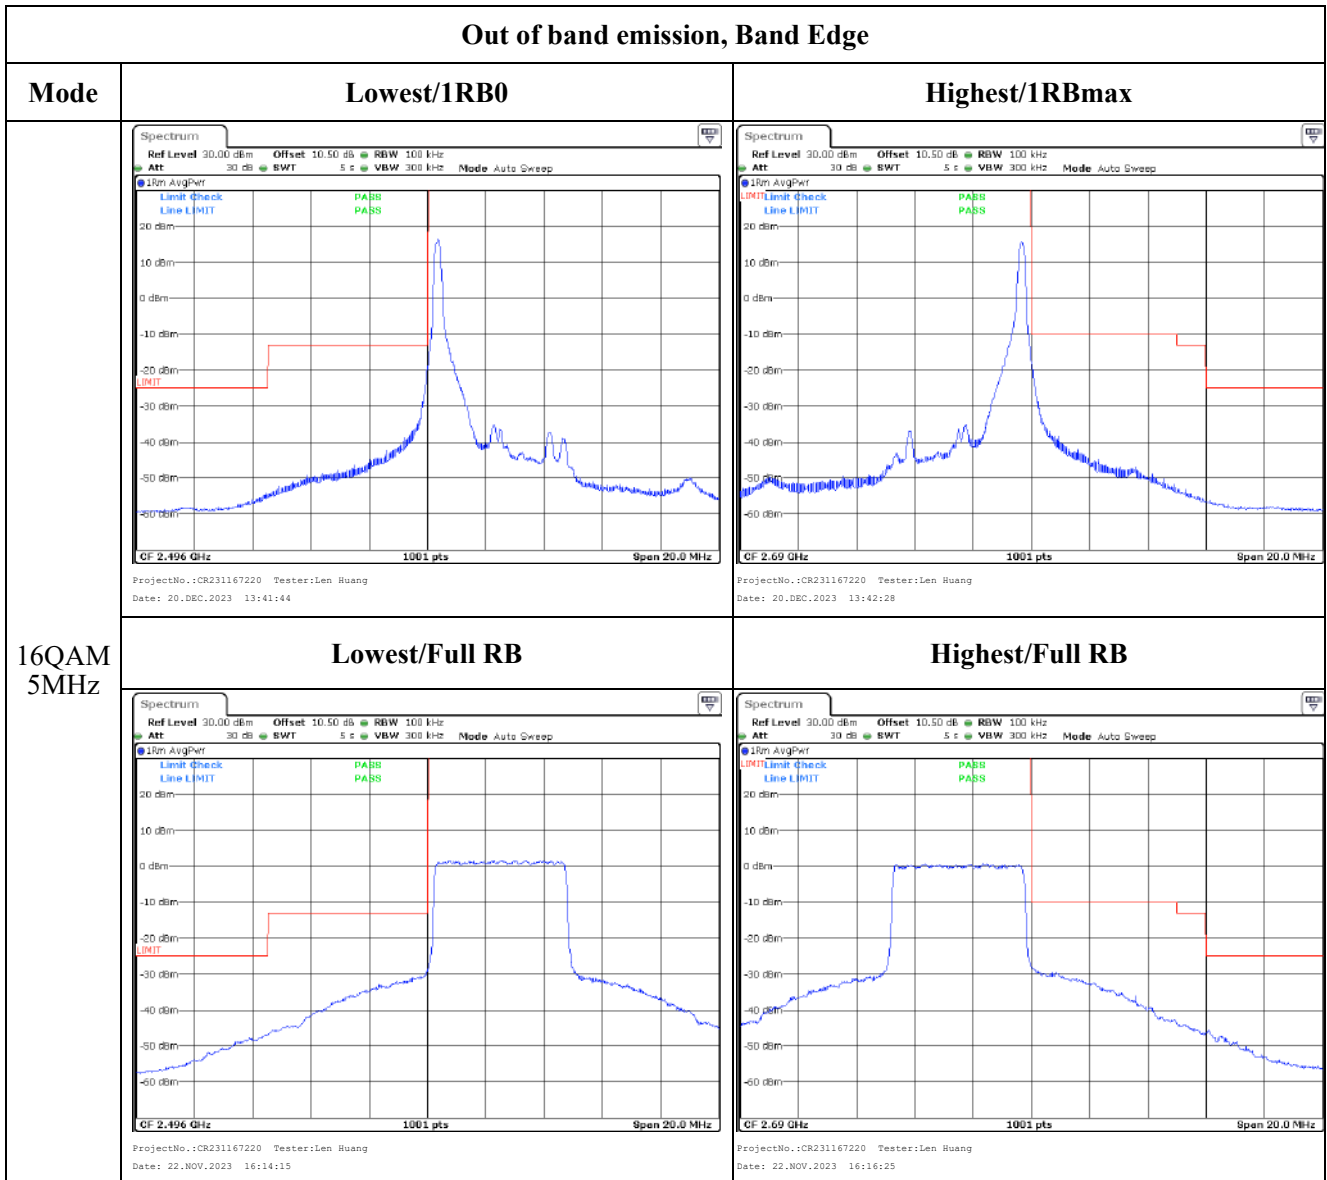 Out of band emission, Band Edge
Mode
Lowest/1RB0
Highest/1RBmax
16QAM
5MHz
Spectrum
Ref Level 30.00 dBm Offset 10.50 dB RBW 100 kHz
Att 30 dB SWT 5 s VBW 300 kHz Mode Auto Sweep
1Rm AvgPwr
Limit Check PASS
Line LIMIT PASS
20 dBm
10 dBm
0 dBm
-10 dBm
-20 dBm
LIMIT
-30 dBm
-40 dBm
-50 dBm
-60 dBm
CF 2.496 GHz 1001 pts Span 20.0 MHz
ProjectNo.:CR231167220 Tester:Len Huang
Date: 20.DEC.2023 13:41:44
Spectrum
Ref Level 30.00 dBm Offset 10.50 dB RBW 100 kHz
Att 30 dB SWT 5 s VBW 300 kHz Mode Auto Sweep
1Rm AvgPwr
LIMIT Limit Check PASS
Line LIMIT PASS
20 dBm
10 dBm
0 dBm
-10 dBm
-20 dBm
-30 dBm
-40 dBm
-50 dBm
-60 dBm
CF 2.69 GHz 1001 pts Span 20.0 MHz
ProjectNo.:CR231167220 Tester:Len Huang
Date: 20.DEC.2023 13:42:28
Lowest/Full RB
Highest/Full RB
Spectrum
Ref Level 30.00 dBm Offset 10.50 dB RBW 100 kHz
Att 30 dB SWT 5 s VBW 300 kHz Mode Auto Sweep
1Rm AvgPwr
Limit Check PASS
Line LIMIT PASS
20 dBm
10 dBm
0 dBm
-10 dBm
-20 dBm
LIMIT
-30 dBm
-40 dBm
-50 dBm
-60 dBm
CF 2.496 GHz 1001 pts Span 20.0 MHz
ProjectNo.:CR231167220 Tester:Len Huang
Date: 22.NOV.2023 16:14:15
Spectrum
Ref Level 30.00 dBm Offset 10.50 dB RBW 100 kHz
Att 30 dB SWT 5 s VBW 300 kHz Mode Auto Sweep
1Rm AvgPwr
LIMIT Limit Check PASS
Line LIMIT PASS
20 dBm
10 dBm
0 dBm
-10 dBm
-20 dBm
-30 dBm
-40 dBm
-50 dBm
-60 dBm
CF 2.69 GHz 1001 pts Span 20.0 MHz
ProjectNo.:CR231167220 Tester:Len Huang
Date: 22.NOV.2023 16:16:25